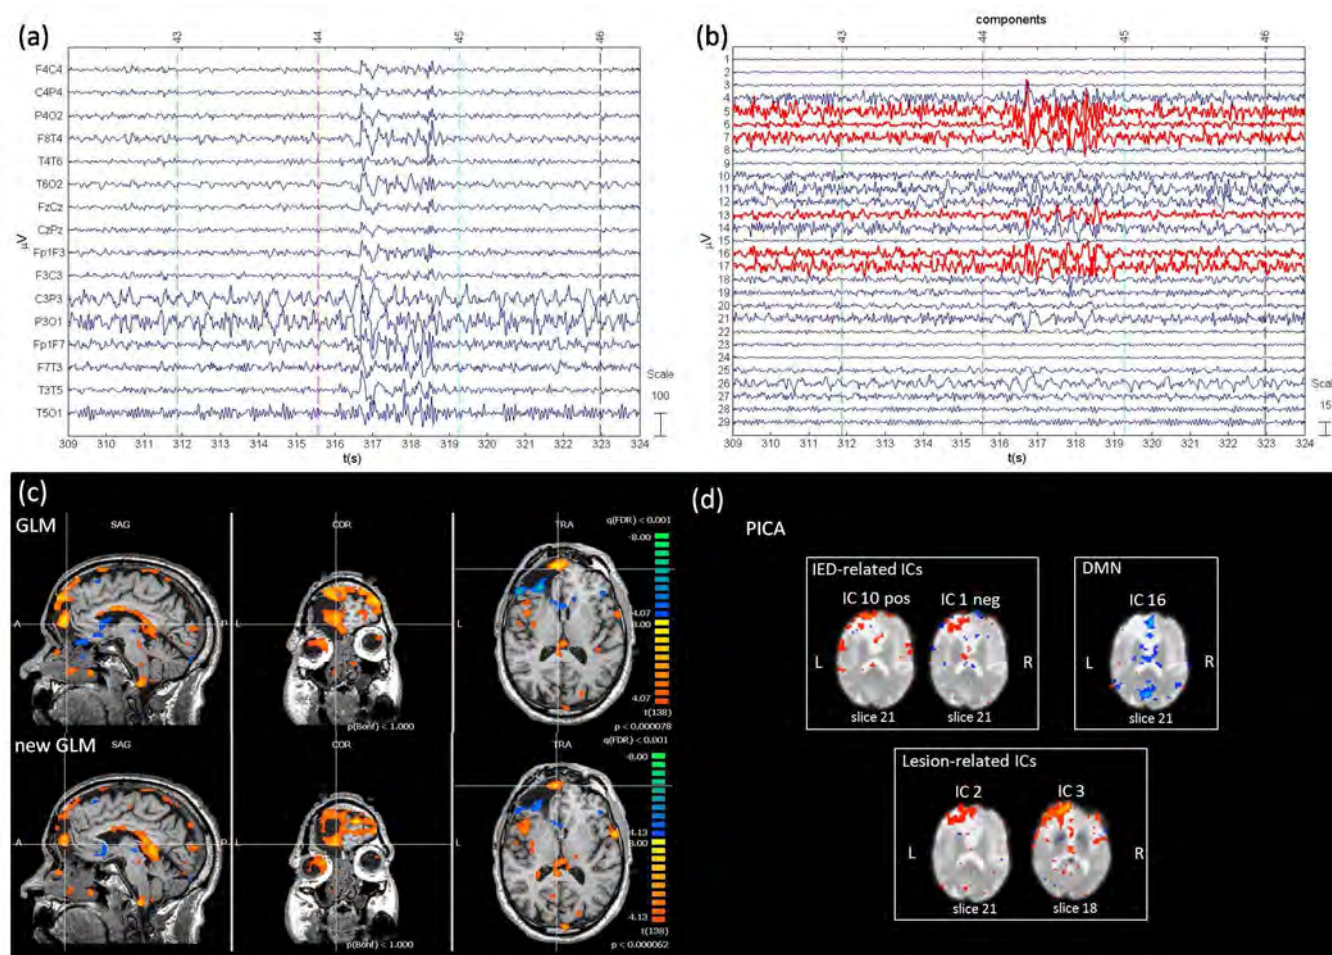 (a)
43
44
45
46
F4C4
C4P4
P4O2
F8T4
T4T6
T6O2
FzCz
CzPz
Fp1F3
F3C3
C3P3
P3O1
Fp1F7
F7T3
T3T5
T5O1
μV
Scale
100
309 310 311 312 313 314 315 316 317 318 319 320 321 322 323 324
t(s)
components
(b)
43
44
45
46
1
2
3
4
5
6
7
8
9
10
11
12
13
14
15
16
17
18
19
20
21
22
23
24
25
26
27
28
29
μV
Scal
15
309 310 311 312 313 314 315 316 317 318 319 320 321 322 323 324
t(s)
(c)
GLM
SAG
COR
TRA
q(FDR) < 0.001
-8.00
-4.07
8.00
4.07
t(138)
p < 0.000078
A
P
L
L
p(Bonf) < 1.000
new GLM
SAG
COR
TRA
q(FDR) < 0.001
-8.00
-4.13
8.00
4.13
t(138)
p < 0.000062
A
P
L
L
p(Bonf) < 1.000
(d)
PICA
IED-related ICs
IC 10 pos IC 1 neg
L
R
slice 21 slice 21
DMN
IC 16
L
R
slice 21
Lesion-related ICs
IC 2 IC 3
L
R
slice 21 slice 18